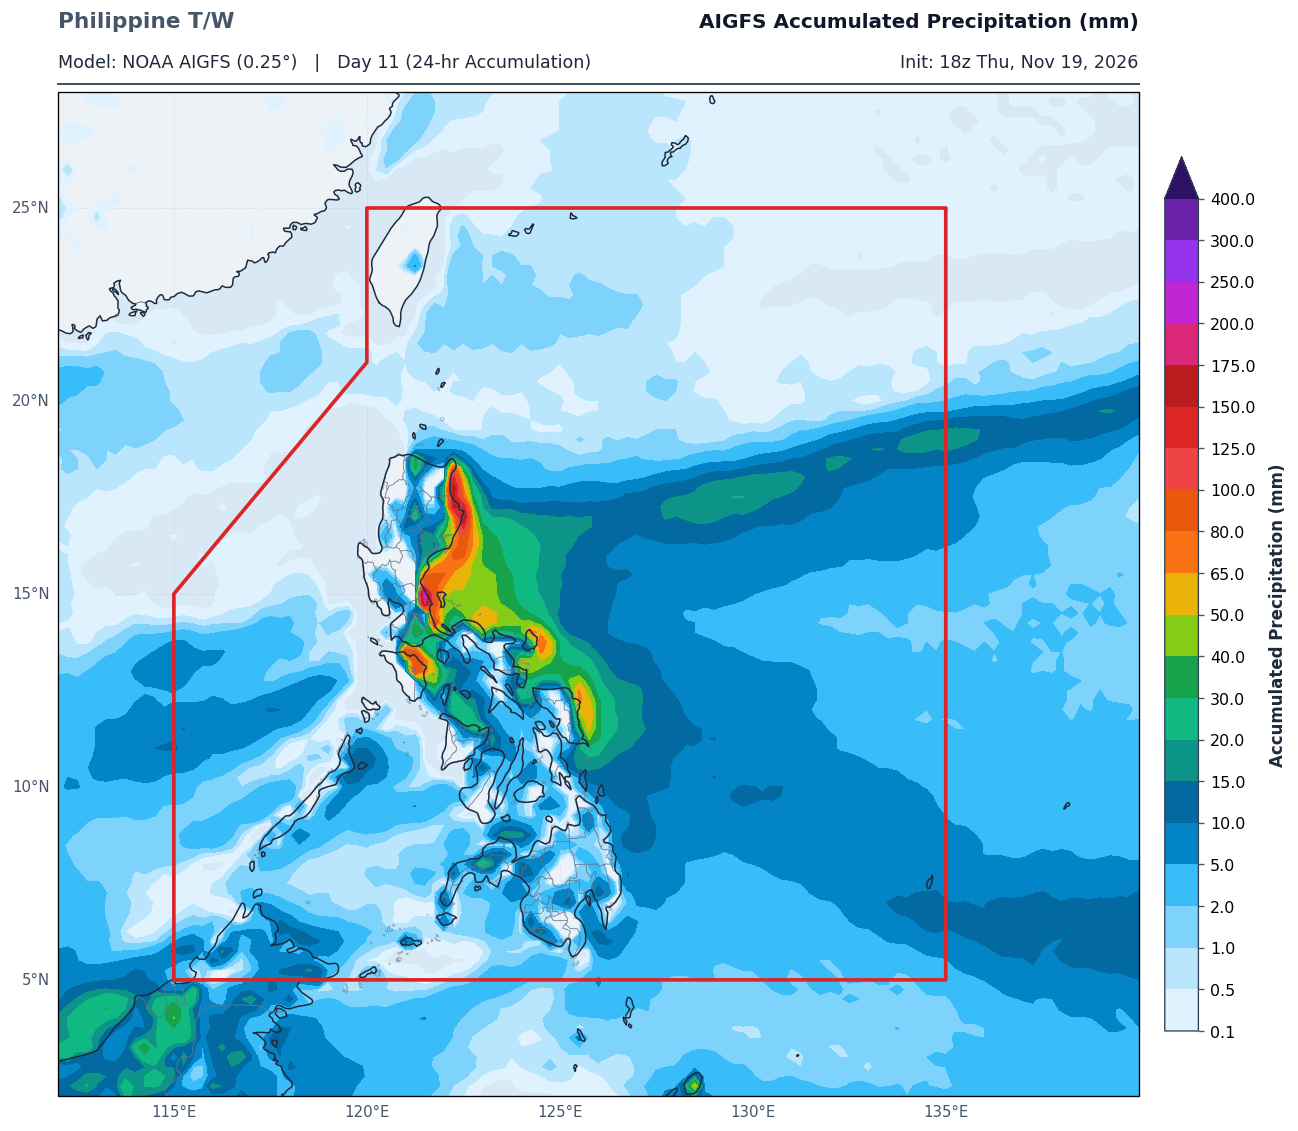 Philippine T/W
AIGFS Accumulated Precipitation (mm)
Model: NOAA AIGFS (0.25°)   |   Day 11 (24-hr Accumulation)
Init: 18z Thu, Nov 19, 2026
25°N
20°N
15°N
10°N
5°N
115°E
120°E
125°E
130°E
135°E
400.0
300.0
250.0
200.0
175.0
150.0
125.0
100.0
80.0
65.0
50.0
40.0
30.0
20.0
15.0
10.0
5.0
2.0
1.0
0.5
0.1
Accumulated Precipitation (mm)